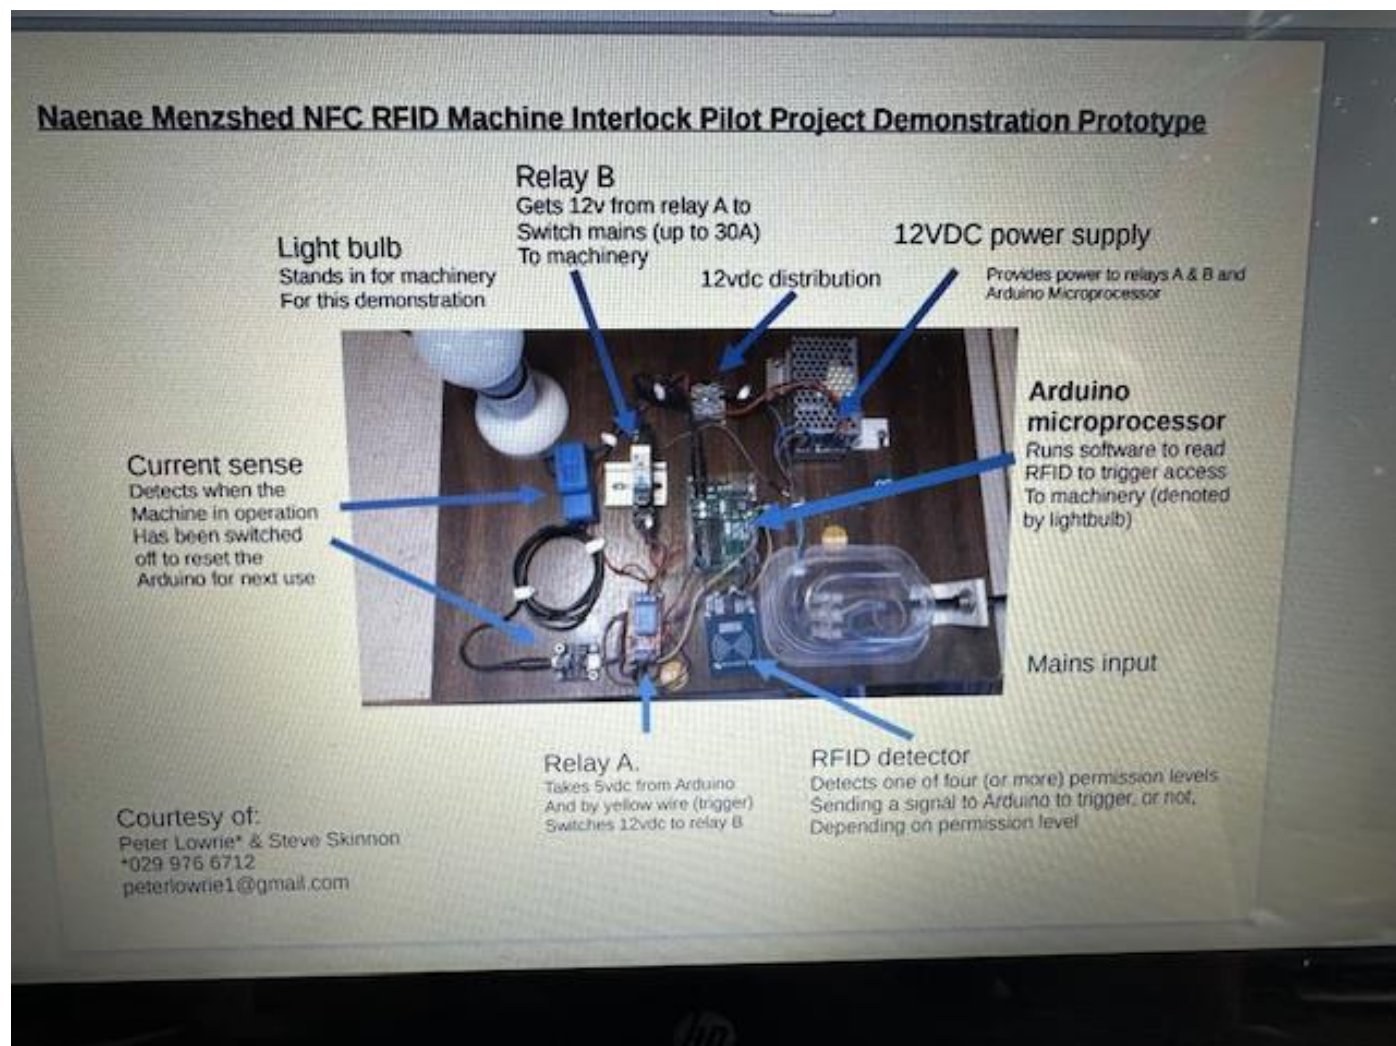 Naenae Menzshed NFC RFID Machine Interlock Pilot Project Demonstration Prototype
Relay B
Gets 12v from relay A to
Switch mains (up to 30A)
To machinery
Light bulb
Stands in for machinery
For this demonstration
12vdc distribution
12VDC power supply
Provides power to relays A & B and
Arduino Microprocessor
Arduino
microprocessor
Runs software to read
RFID to trigger access
To machinery (denoted
by lightbulb)
Current sense
Detects when the
Machine in operation
Has been switched
off to reset the
Arduino for next use
Mains input
Relay A.
Takes 5vdc from Arduino
And by yellow wire (trigger)
Switches 12vdc to relay B
RFID detector
Detects one of four (or more) permission levels
Sending a signal to Arduino to trigger, or not,
Depending on permission level
Courtesy of:
Peter Lowrie* & Steve Skinnon
*029 976 6712
peterlowrie1@gmail.com
hp